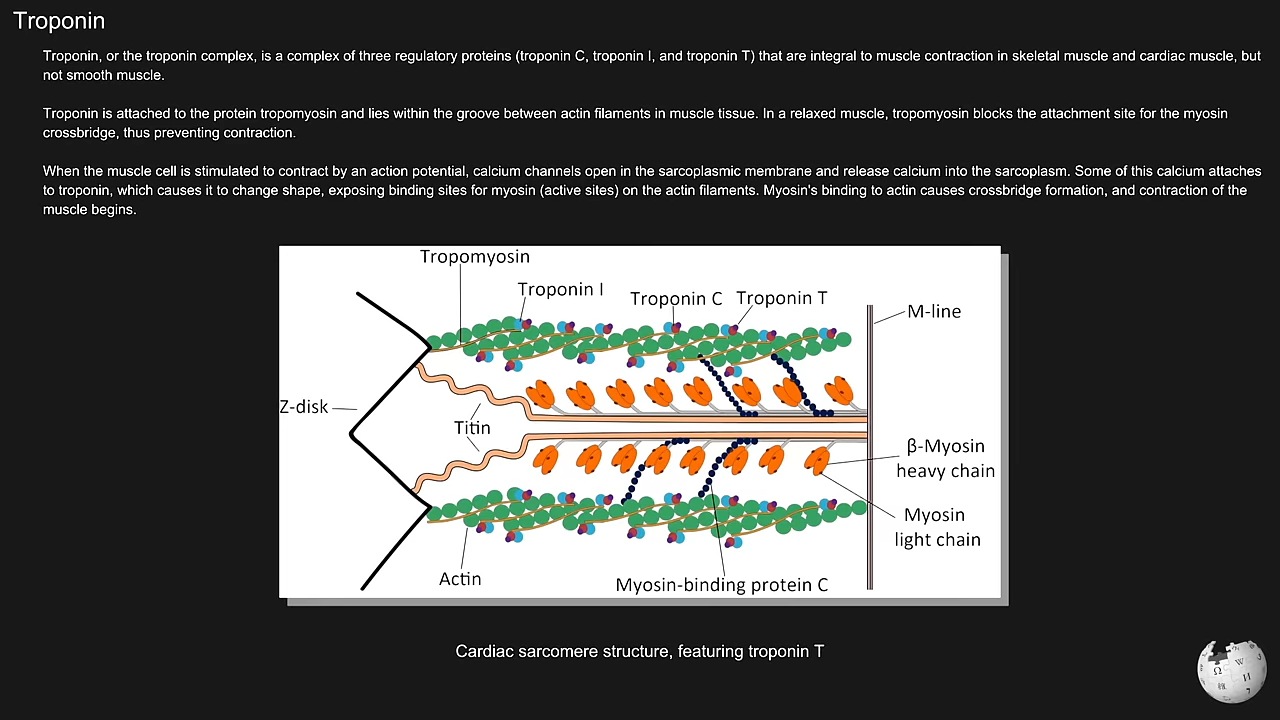 Troponin
Troponin, or the troponin complex, is a complex of three regulatory proteins (troponin C, troponin I, and troponin T) that are integral to muscle contraction in skeletal muscle and cardiac muscle, but
not smooth muscle.
Troponin is attached to the protein tropomyosin and lies within the groove between actin filaments in muscle tissue. In a relaxed muscle, tropomyosin blocks the attachment site for the myosin
crossbridge, thus preventing contraction.
When the muscle cell is stimulated to contract by an action potential, calcium channels open in the sarcoplasmic membrane and release calcium into the sarcoplasm. Some of this calcium attaches
to troponin, which causes it to change shape, exposing binding sites for myosin (active sites) on the actin filaments. Myosin's binding to actin causes crossbridge formation, and contraction of the
muscle begins.
Tropomyosin
Troponin I
Troponin C
Troponin T
M-line
Z-disk
Titin
β-Myosin
heavy chain
Myosin
light chain
Actin
Myosin-binding protein C
Cardiac sarcomere structure, featuring troponin T
Ω W И